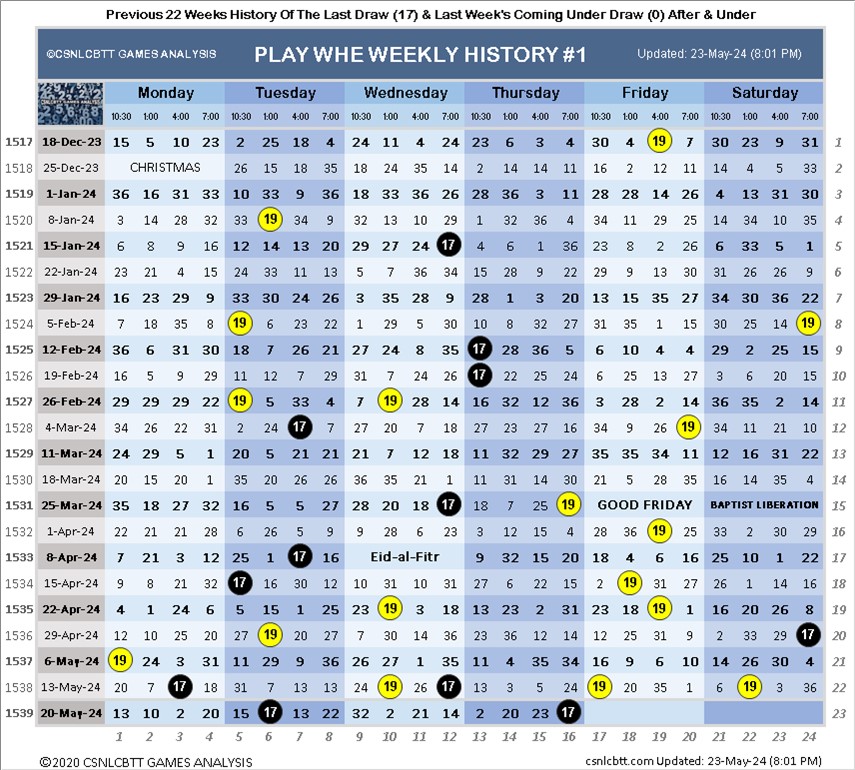 Previous 22 Weeks History Of The Last Draw (17) & Last Week's Coming Under Draw (0) After & Under
©CSNLCBTT GAMES ANALYSIS PLAY WHE WEEKLY HISTORY #1 Updated: 23-May-24 (8:01 PM)
Monday Tuesday Wednesday Thursday Friday Saturday
CSNLCBTT GAMES ANALYSIS 10:30 1:00 4:00 7:00 10:30 1:00 4:00 7:00 10:30 1:00 4:00 7:00 10:30 1:00 4:00 7:00 10:30 1:00 4:00 7:00 10:30 1:00 4:00 7:00
1517 18-Dec-23 15 5 10 23 2 25 18 4 24 11 4 24 23 6 3 4 30 4 19 7 30 23 9 31 1
1518 25-Dec-23 CHRISTMAS 26 15 18 35 18 24 35 14 2 14 14 11 16 2 12 11 14 4 5 33 2
1519 1-Jan-24 36 16 31 33 10 33 9 36 18 33 36 26 28 36 3 11 28 28 14 26 4 13 31 30 3
1520 8-Jan-24 3 14 28 32 33 19 34 9 32 13 10 29 1 32 36 4 34 11 29 25 14 34 10 35 4
1521 15-Jan-24 6 8 9 16 12 14 13 20 29 27 24 17 4 6 1 36 23 8 2 26 6 33 5 1 5
1522 22-Jan-24 23 21 4 15 24 33 11 13 5 7 36 34 15 28 9 22 29 9 13 30 31 26 26 9 6
1523 29-Jan-24 16 23 29 9 33 30 24 26 3 35 28 9 28 1 3 20 13 15 35 27 34 30 36 22 7
1524 5-Feb-24 7 18 35 8 19 6 23 22 1 29 5 30 10 8 32 27 31 35 1 15 30 25 14 19 8
1525 12-Feb-24 36 6 31 30 18 7 26 21 27 24 8 35 17 28 36 5 6 10 4 4 29 2 25 15 9
1526 19-Feb-24 16 5 9 29 11 12 7 29 31 7 24 26 17 22 25 24 6 25 13 27 3 6 20 15 10
1527 26-Feb-24 29 29 29 22 19 5 33 4 7 19 28 14 16 32 12 36 3 28 2 14 36 35 2 14 11
1528 4-Mar-24 34 26 22 31 2 24 17 7 27 20 7 18 27 23 27 16 34 9 26 19 34 11 21 10 12
1529 11-Mar-24 24 29 5 1 20 5 21 21 21 7 12 18 11 32 29 27 35 35 34 11 12 16 31 22 13
1530 18-Mar-24 29 15 9 1 35 20 26 26 36 35 21 1 11 31 14 30 21 5 28 35 16 14 35 4 14
1531 25-Mar-24 35 18 27 32 16 5 5 27 28 20 18 17 18 7 25 19 GOOD FRIDAY BAPTIST LIBERATION 15
1532 1-Apr-24 22 21 21 28 6 26 5 9 9 28 6 23 3 12 15 4 28 36 19 25 33 2 30 29 16
1533 8-Apr-24 7 21 3 12 25 1 17 16 Eid-al-Fitr 9 32 15 20 18 4 6 16 25 10 1 22 17
1534 15-Apr-24 9 8 21 32 17 16 30 12 10 31 10 31 27 6 22 15 2 18 31 27 26 1 14 16 18
1535 22-Apr-24 4 1 24 6 5 15 1 25 23 19 3 18 13 23 2 31 23 18 19 1 16 20 26 8 19
1536 29-Apr-24 12 10 25 20 27 19 20 27 7 30 14 36 23 36 12 14 12 25 31 9 2 33 29 17 20
1537 6-May-24 19 24 3 31 11 29 9 36 26 27 1 35 11 4 35 34 16 9 6 10 14 26 30 4 21
1538 13-May-24 20 7 17 18 31 7 13 13 24 19 26 17 13 3 5 24 17 20 35 1 6 22 3 36 22
1539 20-May-24 13 10 2 20 15 17 13 22 32 2 21 14 2 20 23 17 23
1 2 3 4 5 6 7 8 9 10 11 12 13 14 15 16 17 18 19 20 21 22 23 24
©2020 CSNLCBTT GAMES ANALYSIS csnlcbtt.com Updated: 23-May-24 (8:01 PM)